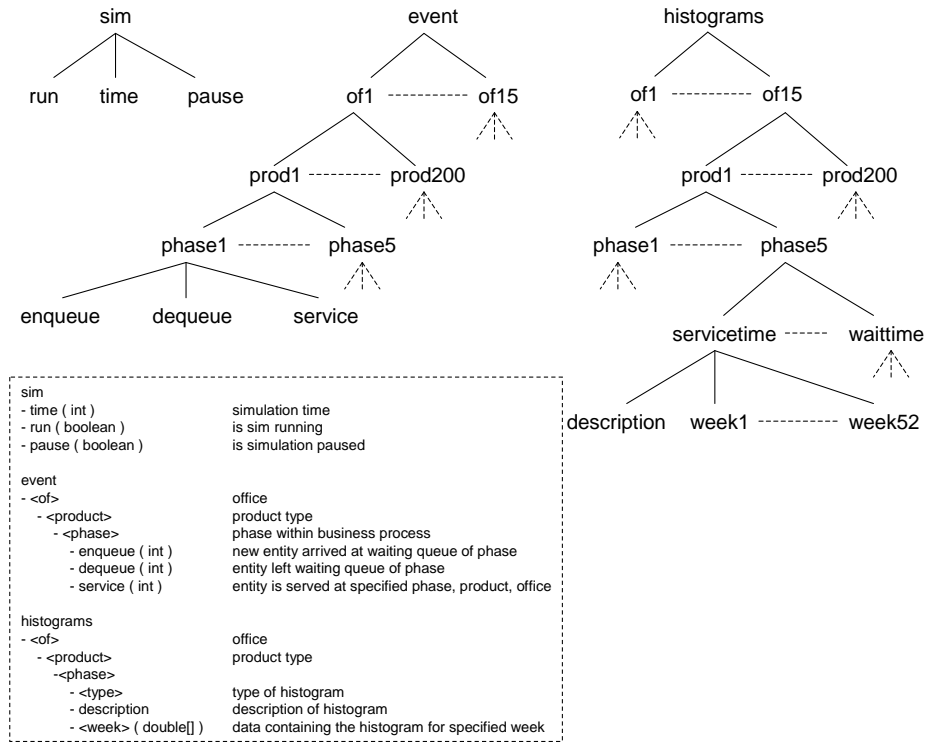 sim event histograms
run time pause of1 of15 of1 of15
prod1 prod200 prod1 prod200
phase1 phase5 phase1 phase5
enqueue dequeue service
servicetime waittime
description week1 week52
sim
- time ( int ) simulation time
- run ( boolean ) is sim running
- pause ( boolean ) is simulation paused
event
- <of> office
- <product> product type
- <phase> phase within business process
- enqueue ( int ) new entity arrived at waiting queue of phase
- dequeue ( int ) entity left waiting queue of phase
- service ( int ) entity is served at specified phase, product, office
histograms
- <of> office
- <product> product type
-<phase>
- <type> type of histogram
- description description of histogram
- <week> ( double[] ) data containing the histogram for specified week